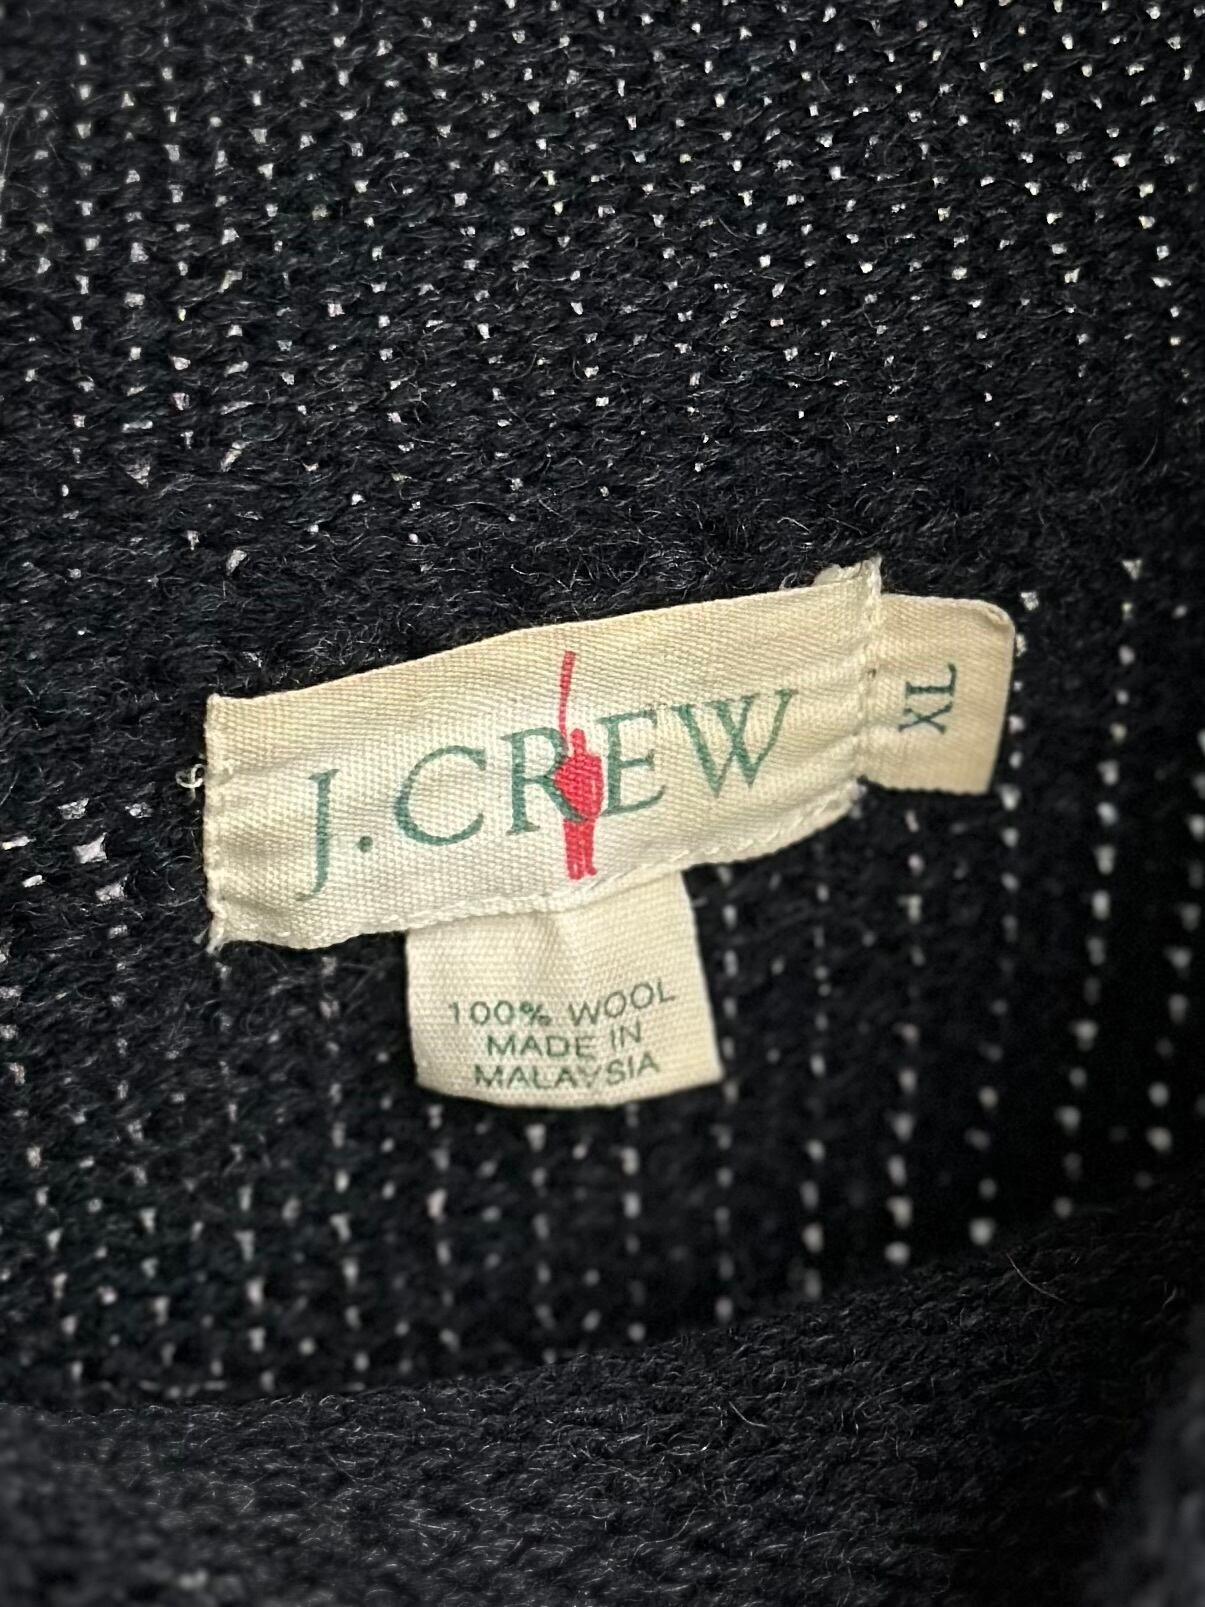 J.CREW
XL
100% WOOL
MADE IN
MALAYSIA